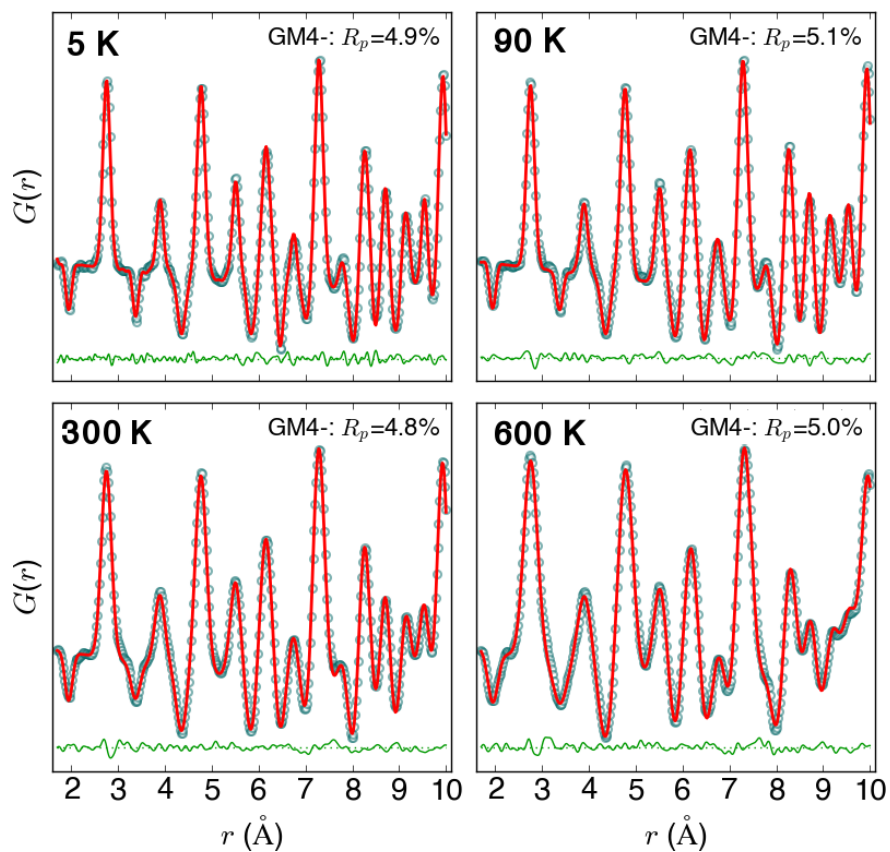 5 K
GM4-: Rp=4.9%
90 K
GM4-: Rp=5.1%
G(r)
300 K
GM4-: Rp=4.8%
600 K
GM4-: Rp=5.0%
G(r)
2 3 4 5 6 7 8 9 10
2 3 4 5 6 7 8 9 10
r (Å)
r (Å)